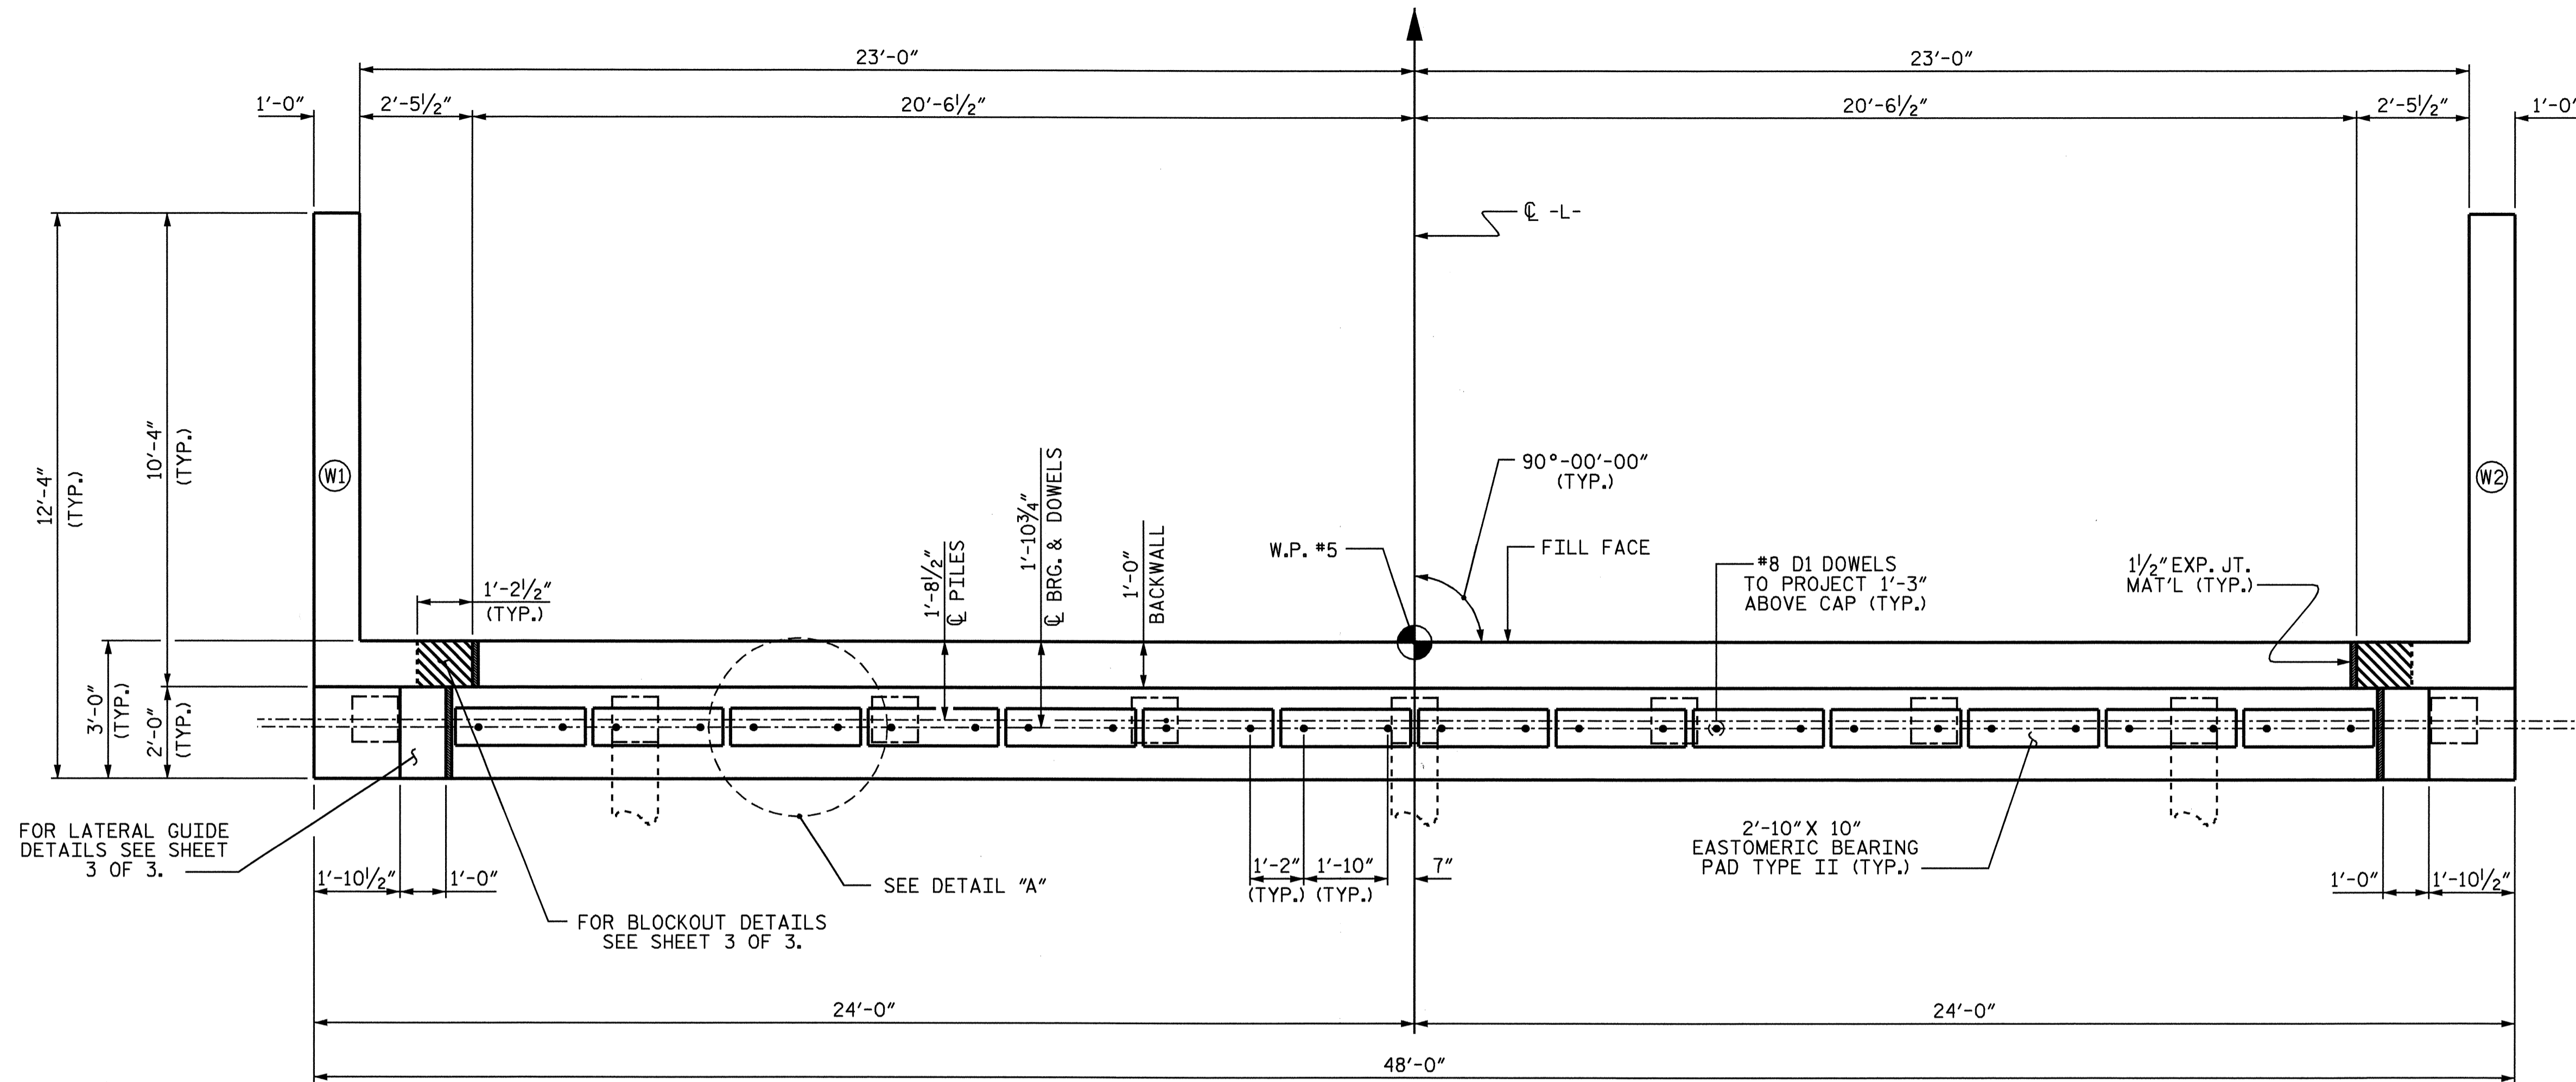 23'-0"
23'-0"
1'-0"
2'-5½"
20'-6½"
20'-6½"
2'-5½"
1'-0"
℄ -L-
12'-4"
(TYP.)
10'-4"
(TYP.)
W1
W2
90°-00'-00"
(TYP.)
1'-8½"
℄ PILES
1'-10¾"
℄ BRG. & DOWELS
1'-0"
BACKWALL
W.P. #5
FILL FACE
#8 D1 DOWELS
TO PROJECT 1'-3"
ABOVE CAP (TYP.)
1½" EXP. JT.
MAT'L (TYP.)
1'-2½"
(TYP.)
3'-0"
(TYP.)
2'-0"
(TYP.)
FOR LATERAL GUIDE
DETAILS SEE SHEET
3 OF 3.
1'-10½"
1'-0"
SEE DETAIL "A"
FOR BLOCKOUT DETAILS
SEE SHEET 3 OF 3.
1'-2"
(TYP.)
1'-10"
(TYP.)
7"
2'-10" X 10"
EASTOMERIC BEARING
PAD TYPE II (TYP.)
1'-0"
1'-10½"
24'-0"
24'-0"
48'-0"